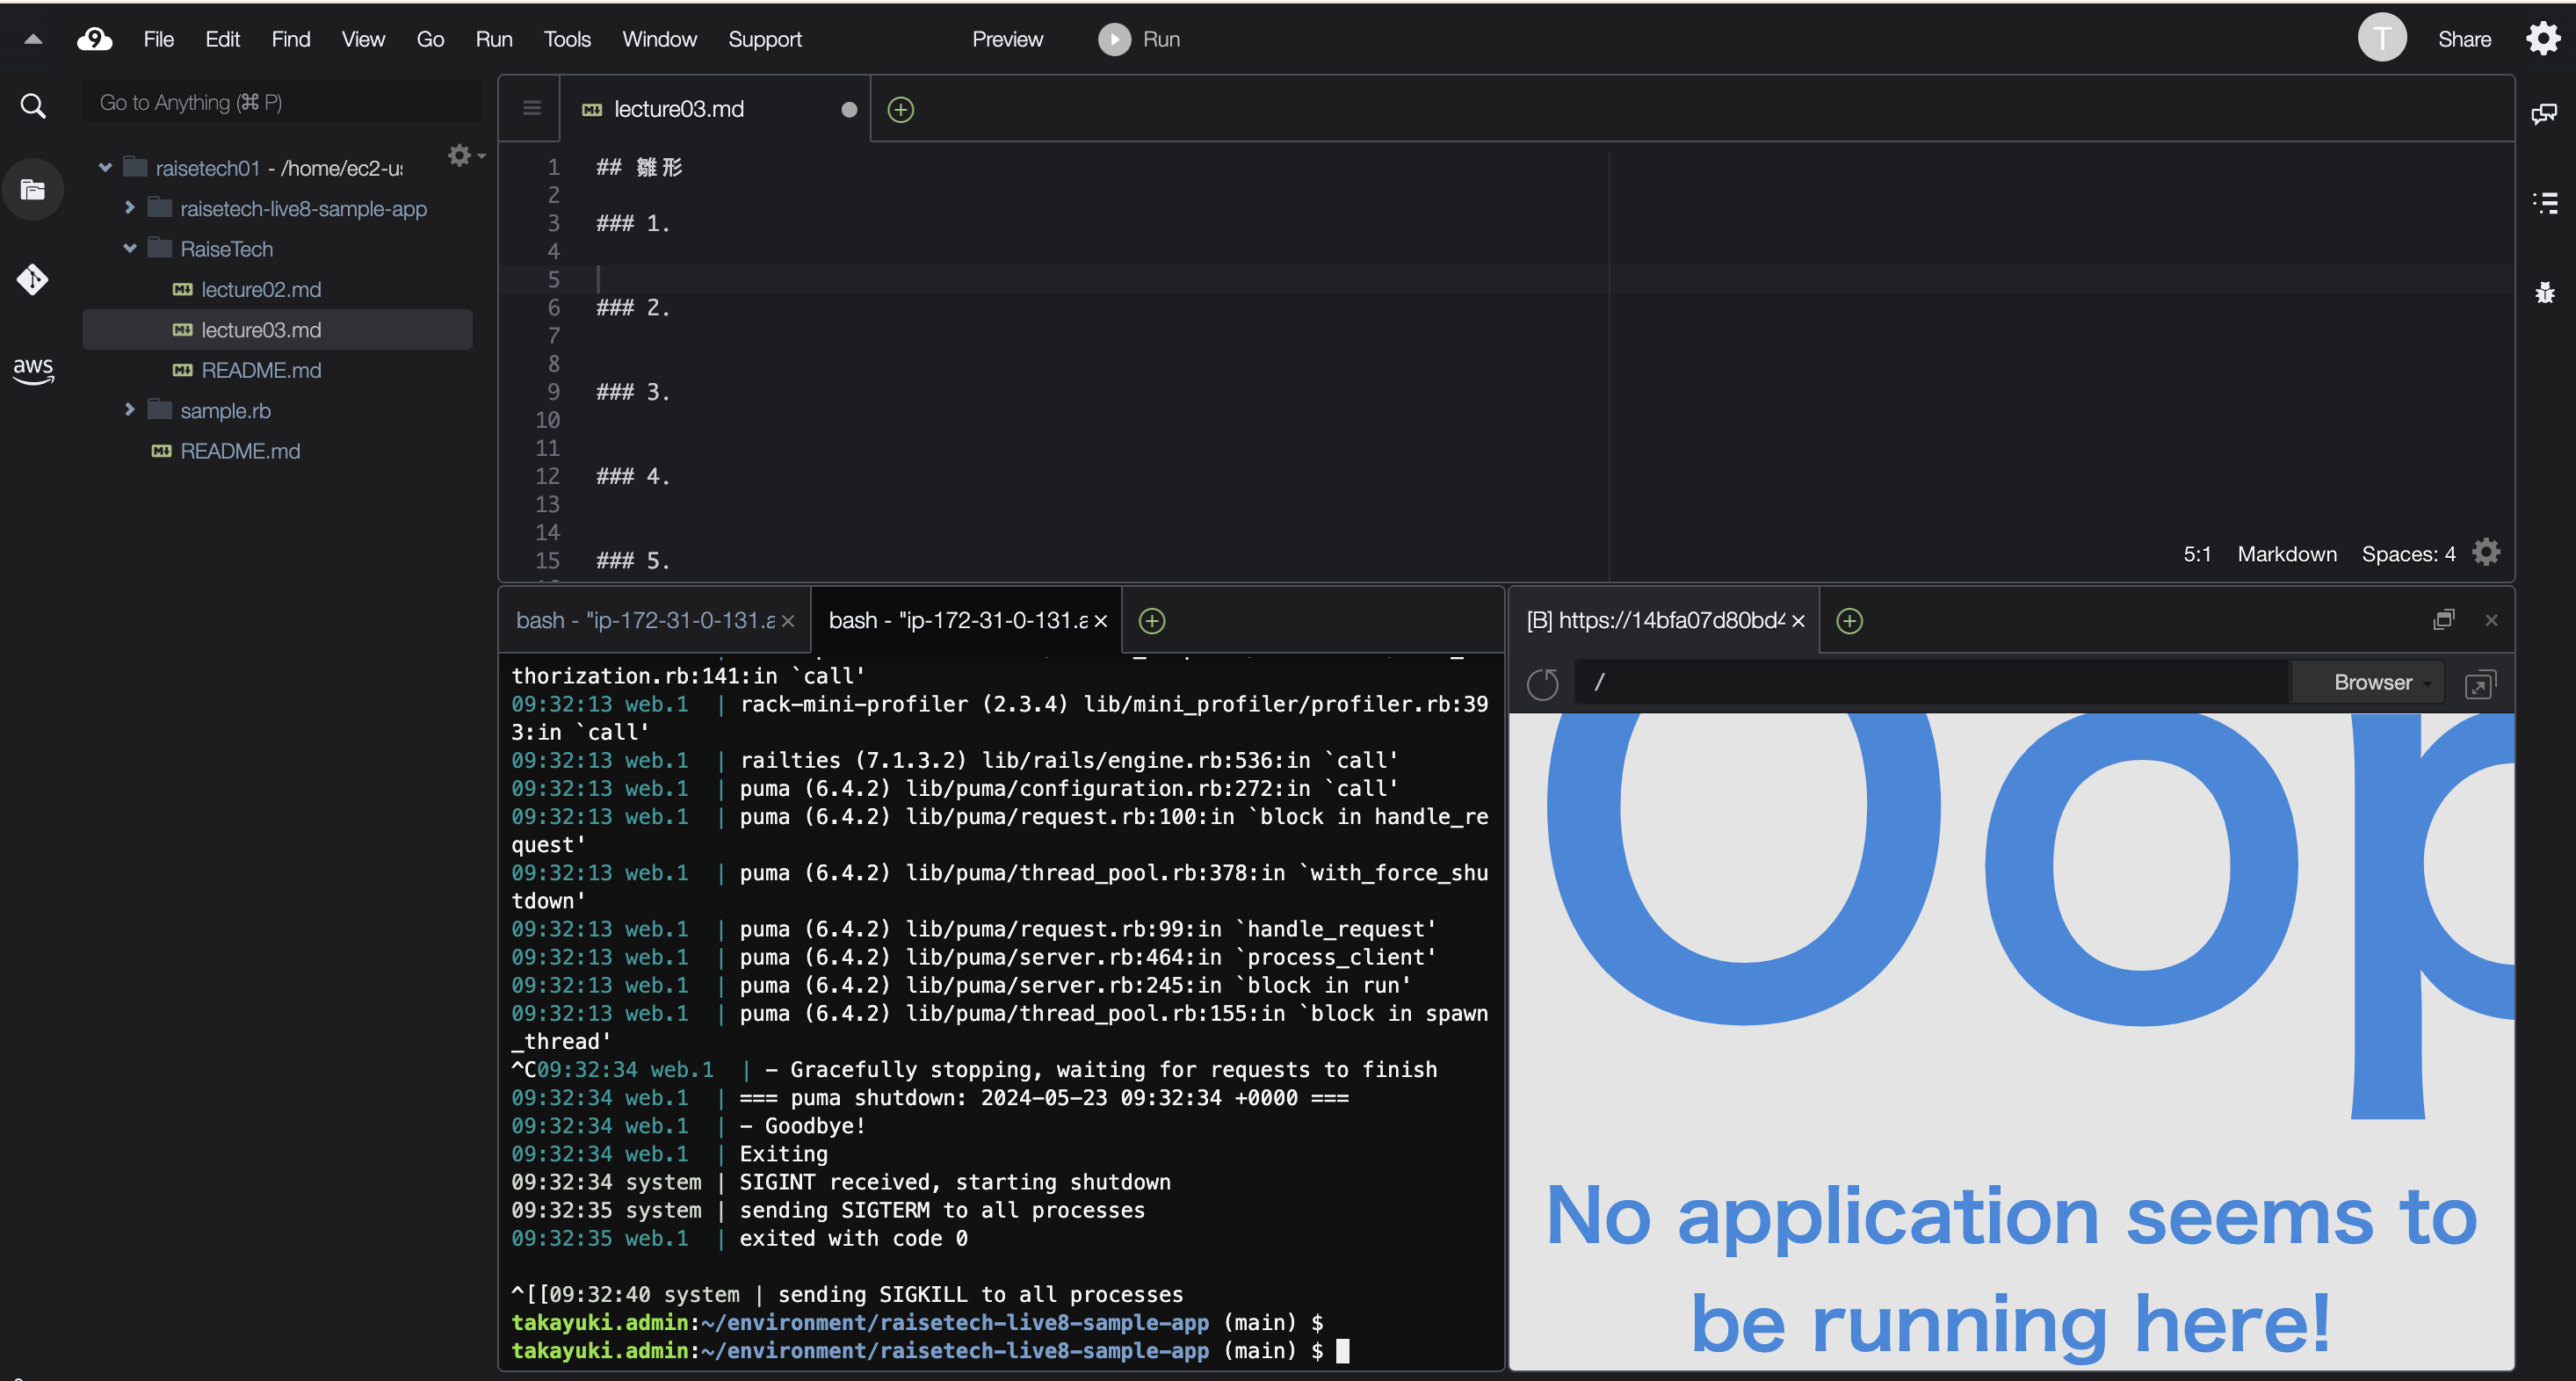 File Edit Find View Go Run Tools Window Support Preview Run T Share
Go to Anything (⌘ P)
raisetech01 - /home/ec2-us
raisetech-live8-sample-app
RaiseTech
lecture02.md
lecture03.md
README.md
sample.rb
README.md
aws
lecture03.md
1 ## 雛形
2
3 ### 1.
4
5
6 ### 2.
7
8
9 ### 3.
10
11
12 ### 4.
13
14
15 ### 5.
5:1 Markdown Spaces: 4
bash - "ip-172-31-0-131.a × bash - "ip-172-31-0-131.a ×
thorization.rb:141:in `call'
09:32:13 web.1  | rack-mini-profiler (2.3.4) lib/mini_profiler/profiler.rb:39
3:in `call'
09:32:13 web.1  | railties (7.1.3.2) lib/rails/engine.rb:536:in `call'
09:32:13 web.1  | puma (6.4.2) lib/puma/configuration.rb:272:in `call'
09:32:13 web.1  | puma (6.4.2) lib/puma/request.rb:100:in `block in handle_re
quest'
09:32:13 web.1  | puma (6.4.2) lib/puma/thread_pool.rb:378:in `with_force_shu
tdown'
09:32:13 web.1  | puma (6.4.2) lib/puma/request.rb:99:in `handle_request'
09:32:13 web.1  | puma (6.4.2) lib/puma/server.rb:464:in `process_client'
09:32:13 web.1  | puma (6.4.2) lib/puma/server.rb:245:in `block in run'
09:32:13 web.1  | puma (6.4.2) lib/puma/thread_pool.rb:155:in `block in spawn
_thread'
^C09:32:34 web.1  | - Gracefully stopping, waiting for requests to finish
09:32:34 web.1  | === puma shutdown: 2024-05-23 09:32:34 +0000 ===
09:32:34 web.1  | - Goodbye!
09:32:34 web.1  | Exiting
09:32:34 system | SIGINT received, starting shutdown
09:32:35 system | sending SIGTERM to all processes
09:32:35 web.1  | exited with code 0
^[[09:32:40 system | sending SIGKILL to all processes
takayuki.admin:~/environment/raisetech-live8-sample-app (main) $
takayuki.admin:~/environment/raisetech-live8-sample-app (main) $
[B] https://14bfa07d80bd4 ×
/ Browser
Oop
No application seems to
be running here!